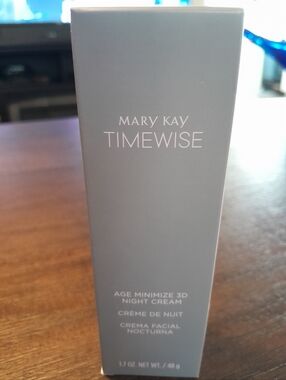 MARY KAY
TIMEWISE
AGE MINIMIZE 3D
NIGHT CREAM
CRÈME DE NUIT
CREMA FACIAL
NOCTURNA
1.7 OZ. NET WT. / 48 g